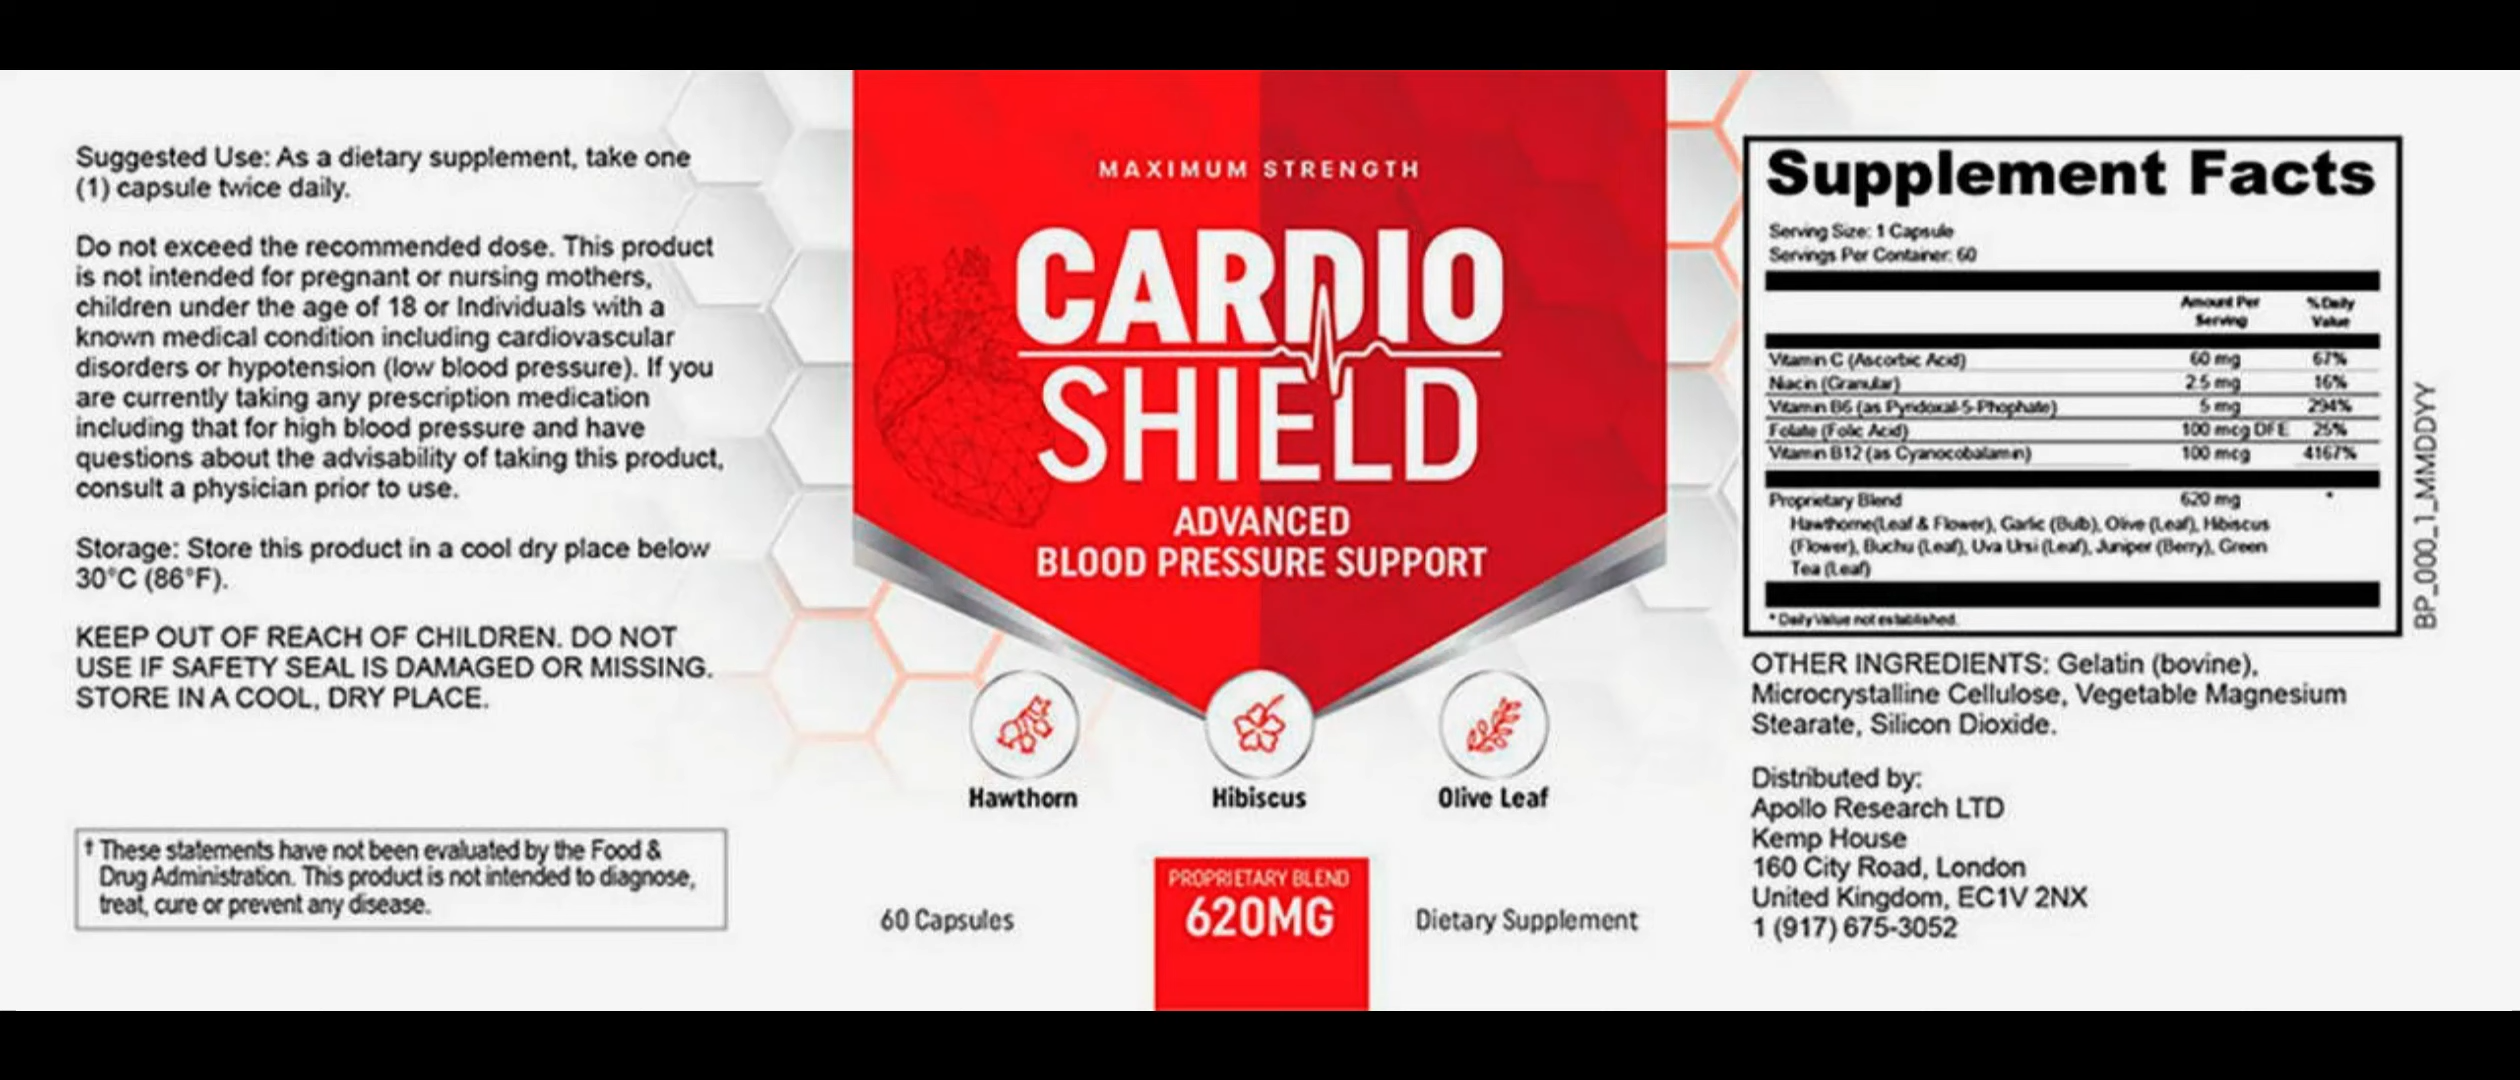 Suggested Use: As a dietary supplement, take one
(1) capsule twice daily.
Do not exceed the recommended dose. This product
is not intended for pregnant or nursing mothers,
children under the age of 18 or Individuals with a
known medical condition including cardiovascular
disorders or hypotension (low blood pressure). If you
are currently taking any prescription medication
including that for high blood pressure and have
questions about the advisability of taking this product,
consult a physician prior to use.
Storage: Store this product in a cool dry place below
30°C (86°F).
KEEP OUT OF REACH OF CHILDREN. DO NOT
USE IF SAFETY SEAL IS DAMAGED OR MISSING.
STORE IN A COOL, DRY PLACE.
† These statements have not been evaluated by the Food &
Drug Administration. This product is not intended to diagnose,
treat, cure or prevent any disease.
MAXIMUM STRENGTH
CARDIO
SHIELD
ADVANCED
BLOOD PRESSURE SUPPORT
Hawthorn
Hibiscus
Olive Leaf
60 Capsules
PROPRIETARY BLEND
620MG
Dietary Supplement
Supplement Facts
Serving Size: 1 Capsule
Servings Per Container: 60
Amount Per Serving
% Daily Value
Vitamin C (Ascorbic Acid) 60 mg 67%
Niacin (Granular) 2.5 mg 16%
Vitamin B6 (as Pyridoxal-5-Phophate) 5 mg 294%
Folate (Folic Acid) 100 mcg DFE 25%
Vitamin B12 (as Cyanocobalamin) 100 mcg 4167%
Proprietary Blend 620 mg *
Hawthorne(Leaf & Flower), Garlic (Bulb), Olive (Leaf), Hibiscus
(Flower), Buchu (Leaf), Uva Ursi (Leaf), Juniper (Berry), Green
Tea (Leaf)
* Daily Value not established.
BP_000_1_MMDDYY
OTHER INGREDIENTS: Gelatin (bovine),
Microcrystalline Cellulose, Vegetable Magnesium
Stearate, Silicon Dioxide.
Distributed by:
Apollo Research LTD
Kemp House
160 City Road, London
United Kingdom, EC1V 2NX
1 (917) 675-3052